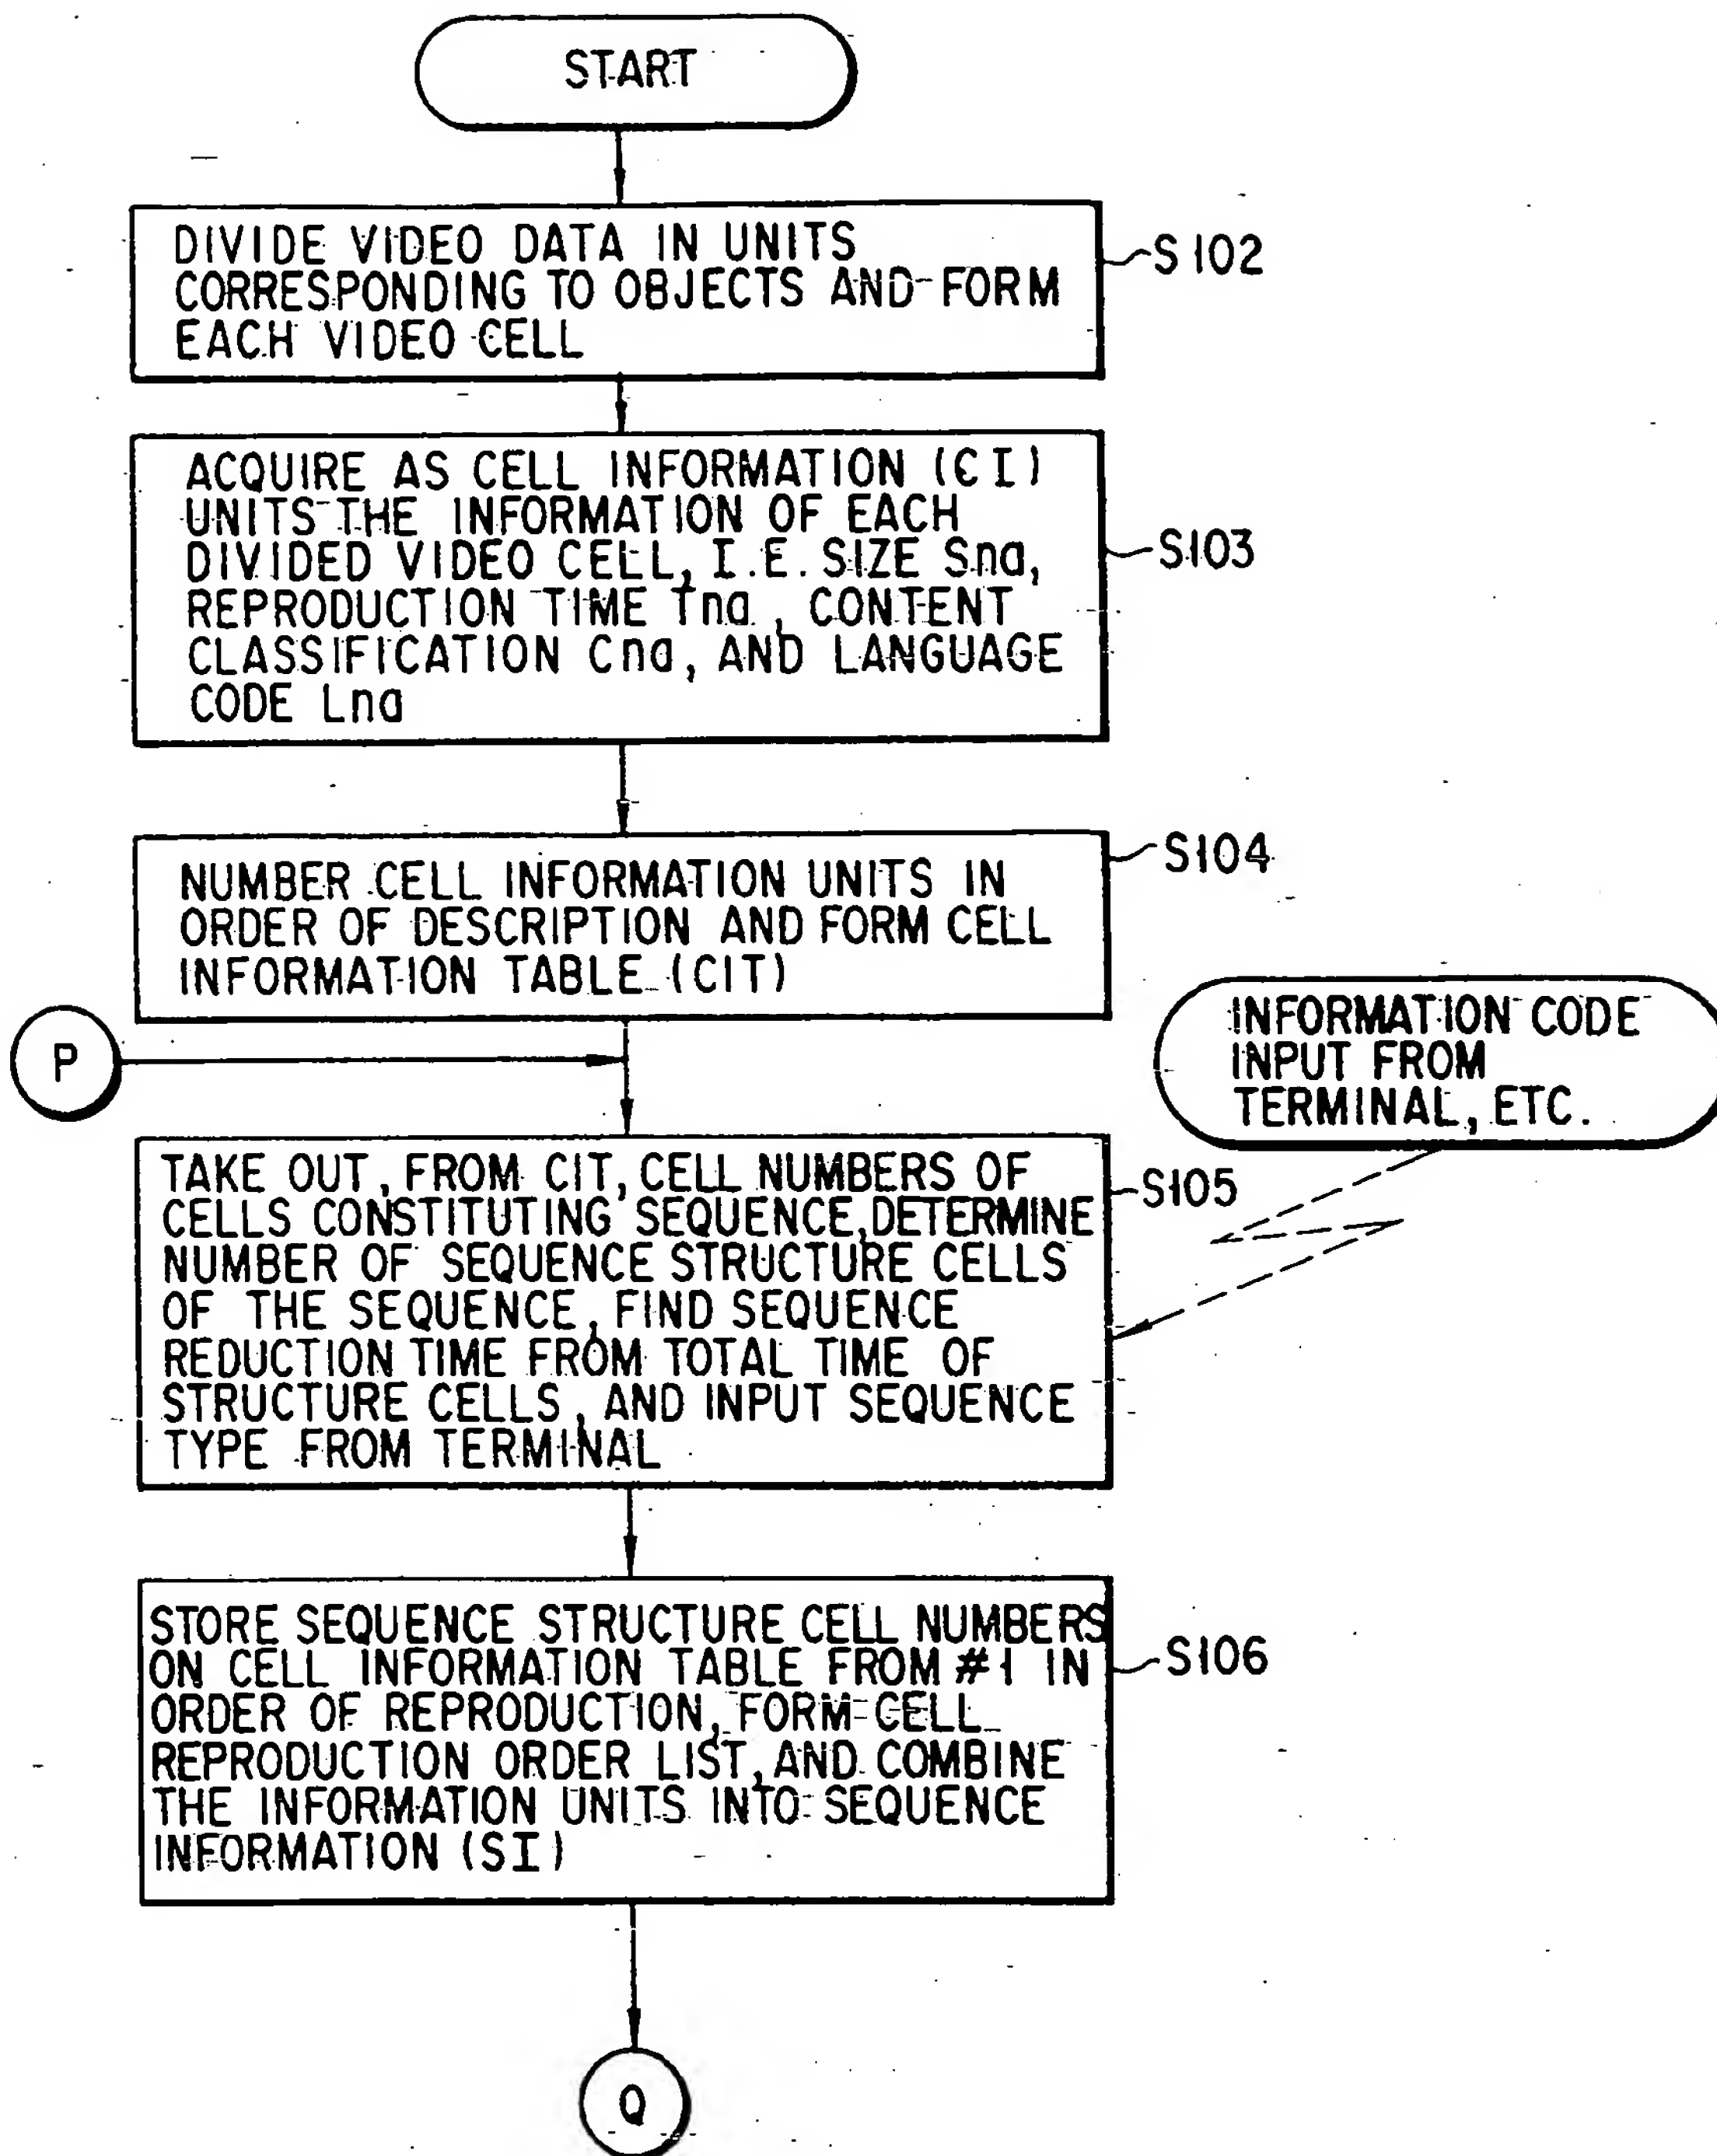 START
DIVIDE VIDEO DATA IN UNITS
CORRESPONDING TO OBJECTS AND FORM
EACH VIDEO CELL
S102
ACQUIRE AS CELL INFORMATION (CI)
UNITS THE INFORMATION OF EACH
DIVIDED VIDEO CELL, I.E. SIZE Sna,
REPRODUCTION TIME Tna, CONTENT
CLASSIFICATION Cna, AND LANGUAGE
CODE Lna
S103
NUMBER CELL INFORMATION UNITS IN
ORDER OF DESCRIPTION AND FORM CELL
INFORMATION TABLE (CIT)
S104
P
INFORMATION CODE
INPUT FROM
TERMINAL, ETC.
TAKE OUT, FROM CIT, CELL NUMBERS OF
CELLS CONSTITUTING SEQUENCE, DETERMINE
NUMBER OF SEQUENCE STRUCTURE CELLS
OF THE SEQUENCE, FIND SEQUENCE
REDUCTION TIME FROM TOTAL TIME OF
STRUCTURE CELLS, AND INPUT SEQUENCE
TYPE FROM TERMINAL
S105
STORE SEQUENCE STRUCTURE CELL NUMBERS
ON CELL INFORMATION TABLE FROM #1 IN
ORDER OF REPRODUCTION, FORM CELL
REPRODUCTION ORDER LIST, AND COMBINE
THE INFORMATION UNITS INTO SEQUENCE
INFORMATION (SI)
S106
Q